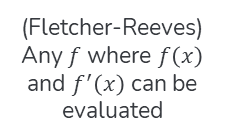 (Fletcher-Reeves)
Any f where f(x)
and f'(x) can be
evaluated